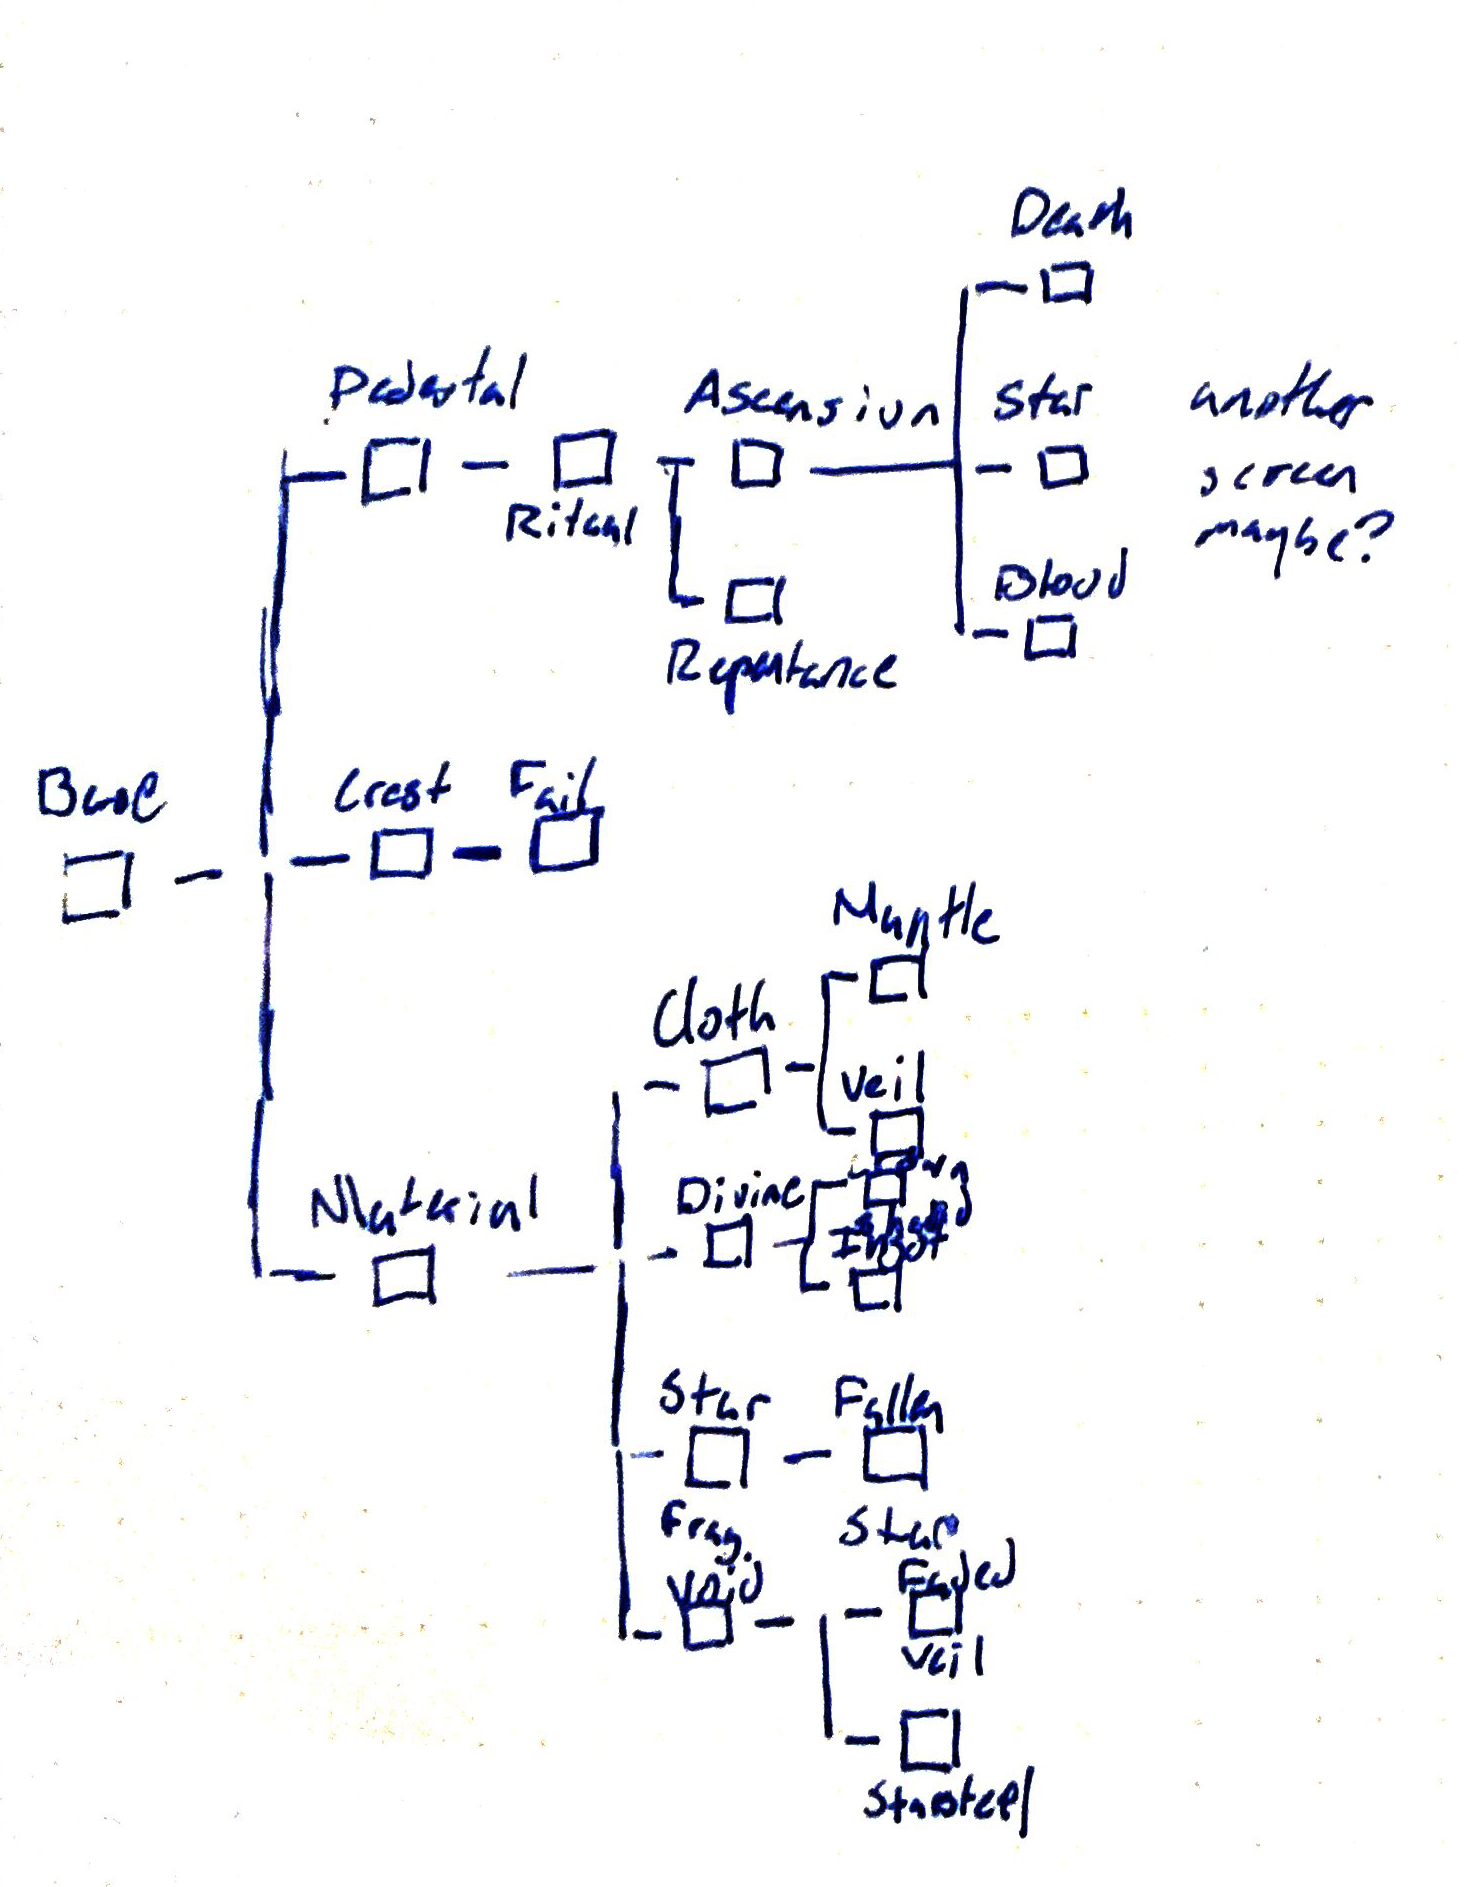 Death
Pedestal
Ascension
Star
another
screen
maybe?
Ritual
Blood
Repentance
Base
Crest
Fail
Mantle
Cloth
Veil
Material
Divine
Ingot
Star
Frag.
Fallen
Star
Void
Faded
Veil
Starsteel